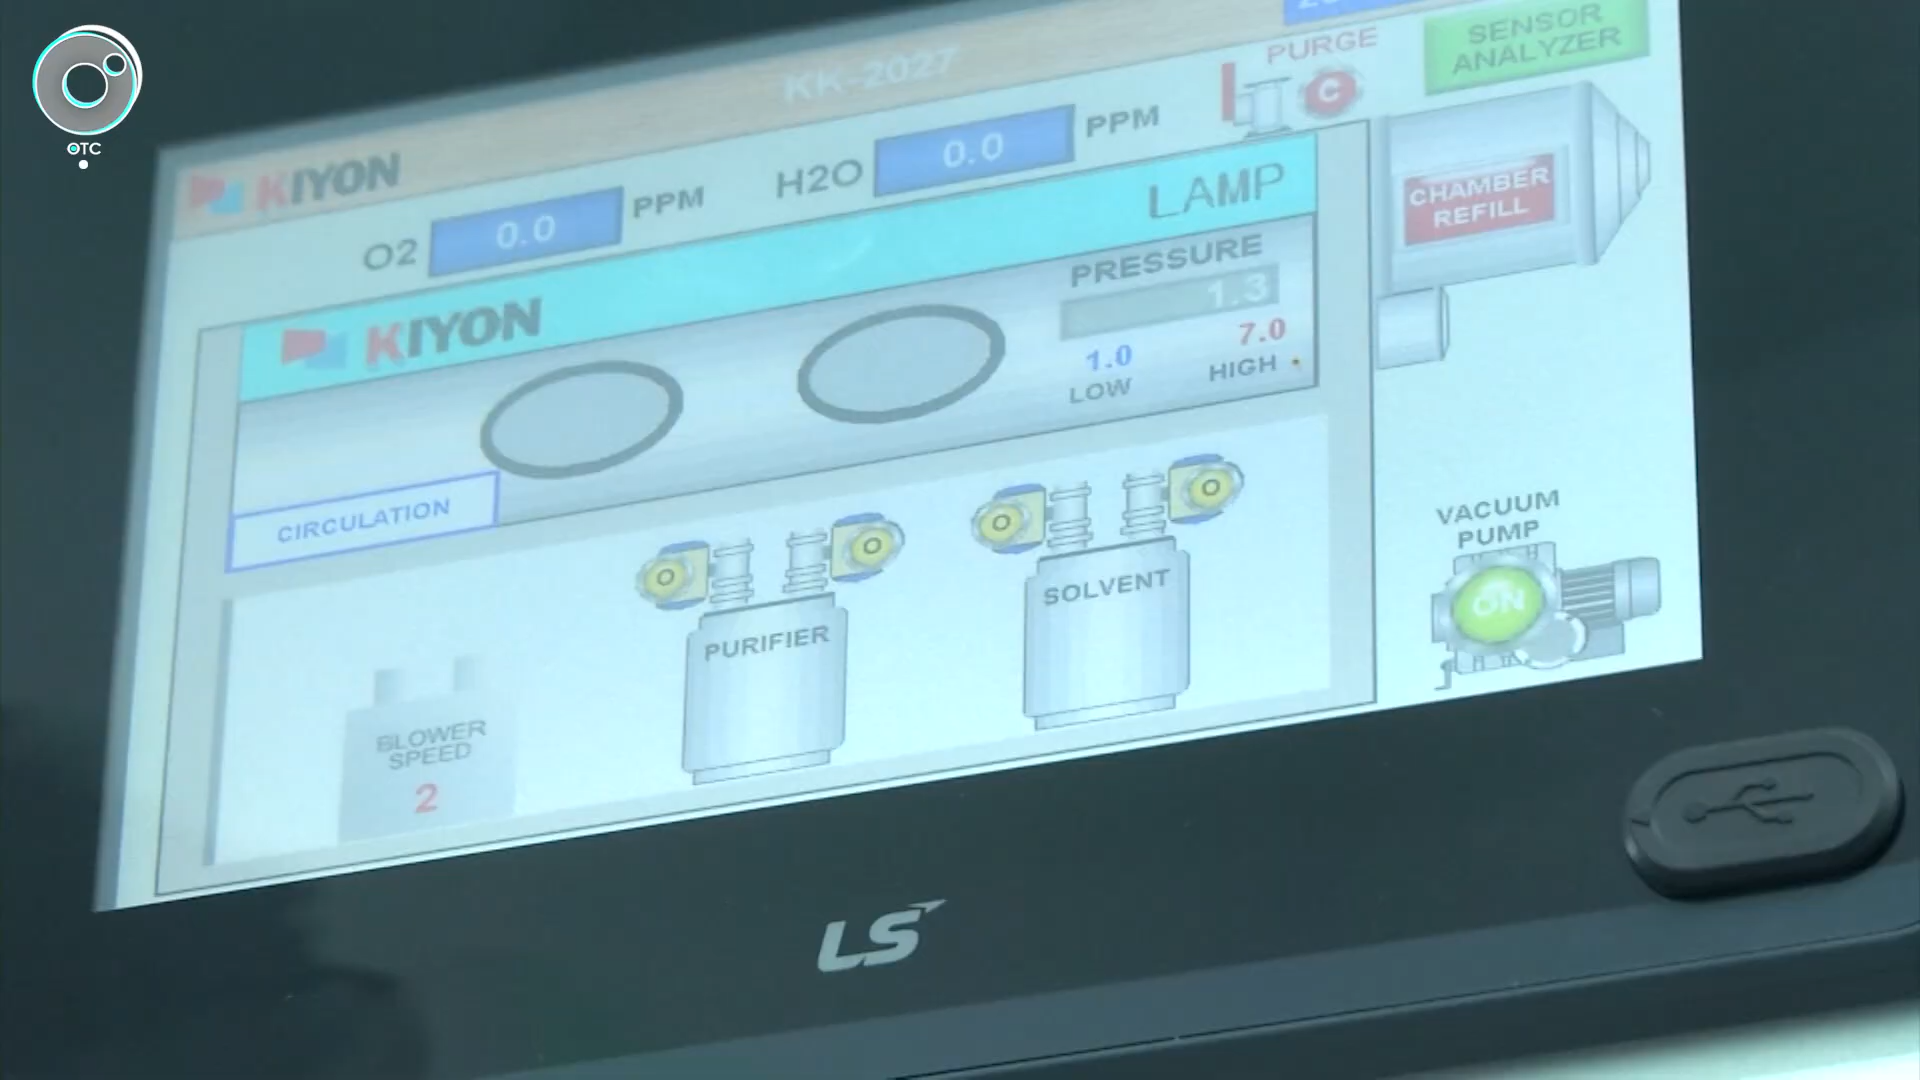 OTC
KK-2027
PURGE
C
SENSOR
ANALYZER
KIYON
O2
0.0
PPM
H2O
0.0
PPM
CHAMBER
REFILL
KIYON
LAMP
PRESSURE
1.3
1.0
7.0
LOW
HIGH
CIRCULATION
O
O
O
O
PURIFIER
SOLVENT
BLOWER
SPEED
2
VACUUM
PUMP
ON
LS